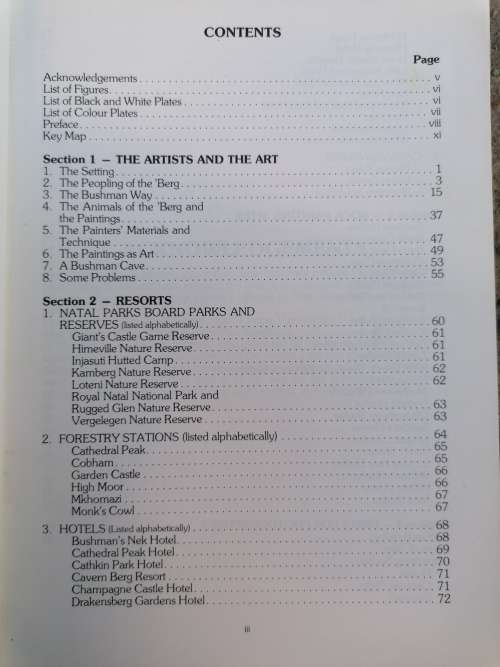 CONTENTS
Page
Acknowledgements . . . . . v
List of Figures . . . . . vi
List of Black and White Plates . . . . . vi
List of Colour Plates . . . . . vii
Preface . . . . . viii
Key Map . . . . . xi
Section 1 – THE ARTISTS AND THE ART
1. The Setting . . . . . 1
2. The Peopling of the 'Berg . . . . . 3
3. The Bushman Way . . . . . 15
4. The Animals of the 'Berg and
the Paintings . . . . . 37
5. The Painters' Materials and
Technique . . . . . 47
6. The Paintings as Art . . . . . 49
7. A Bushman Cave . . . . . 53
8. Some Problems . . . . . 55
Section 2 – RESORTS
1. NATAL PARKS BOARD PARKS AND
RESERVES (listed alphabetically) . . . . . 60
Giant's Castle Game Reserve . . . . . 61
Himeville Nature Reserve . . . . . 61
Injasuti Hutted Camp . . . . . 61
Kamberg Nature Reserve . . . . . 62
Loteni Nature Reserve . . . . . 62
Royal Natal National Park and
Rugged Glen Nature Reserve . . . . . 63
Vergelegen Nature Reserve . . . . . 63
2. FORESTRY STATIONS (listed alphabetically) . . . . . 64
Cathedral Peak . . . . . 65
Cobham . . . . . 65
Garden Castle . . . . . 66
High Moor . . . . . 66
Mkhomazi . . . . . 67
Monk's Cowl . . . . . 67
3. HOTELS (Listed alphabetically) . . . . . 68
Bushman's Nek Hotel . . . . . 68
Cathedral Peak Hotel . . . . . 69
Cathkin Park Hotel . . . . . 70
Cavern Berg Resort . . . . . 71
Champagne Castle Hotel . . . . . 71
Drakensberg Gardens Hotel . . . . . 72
iii